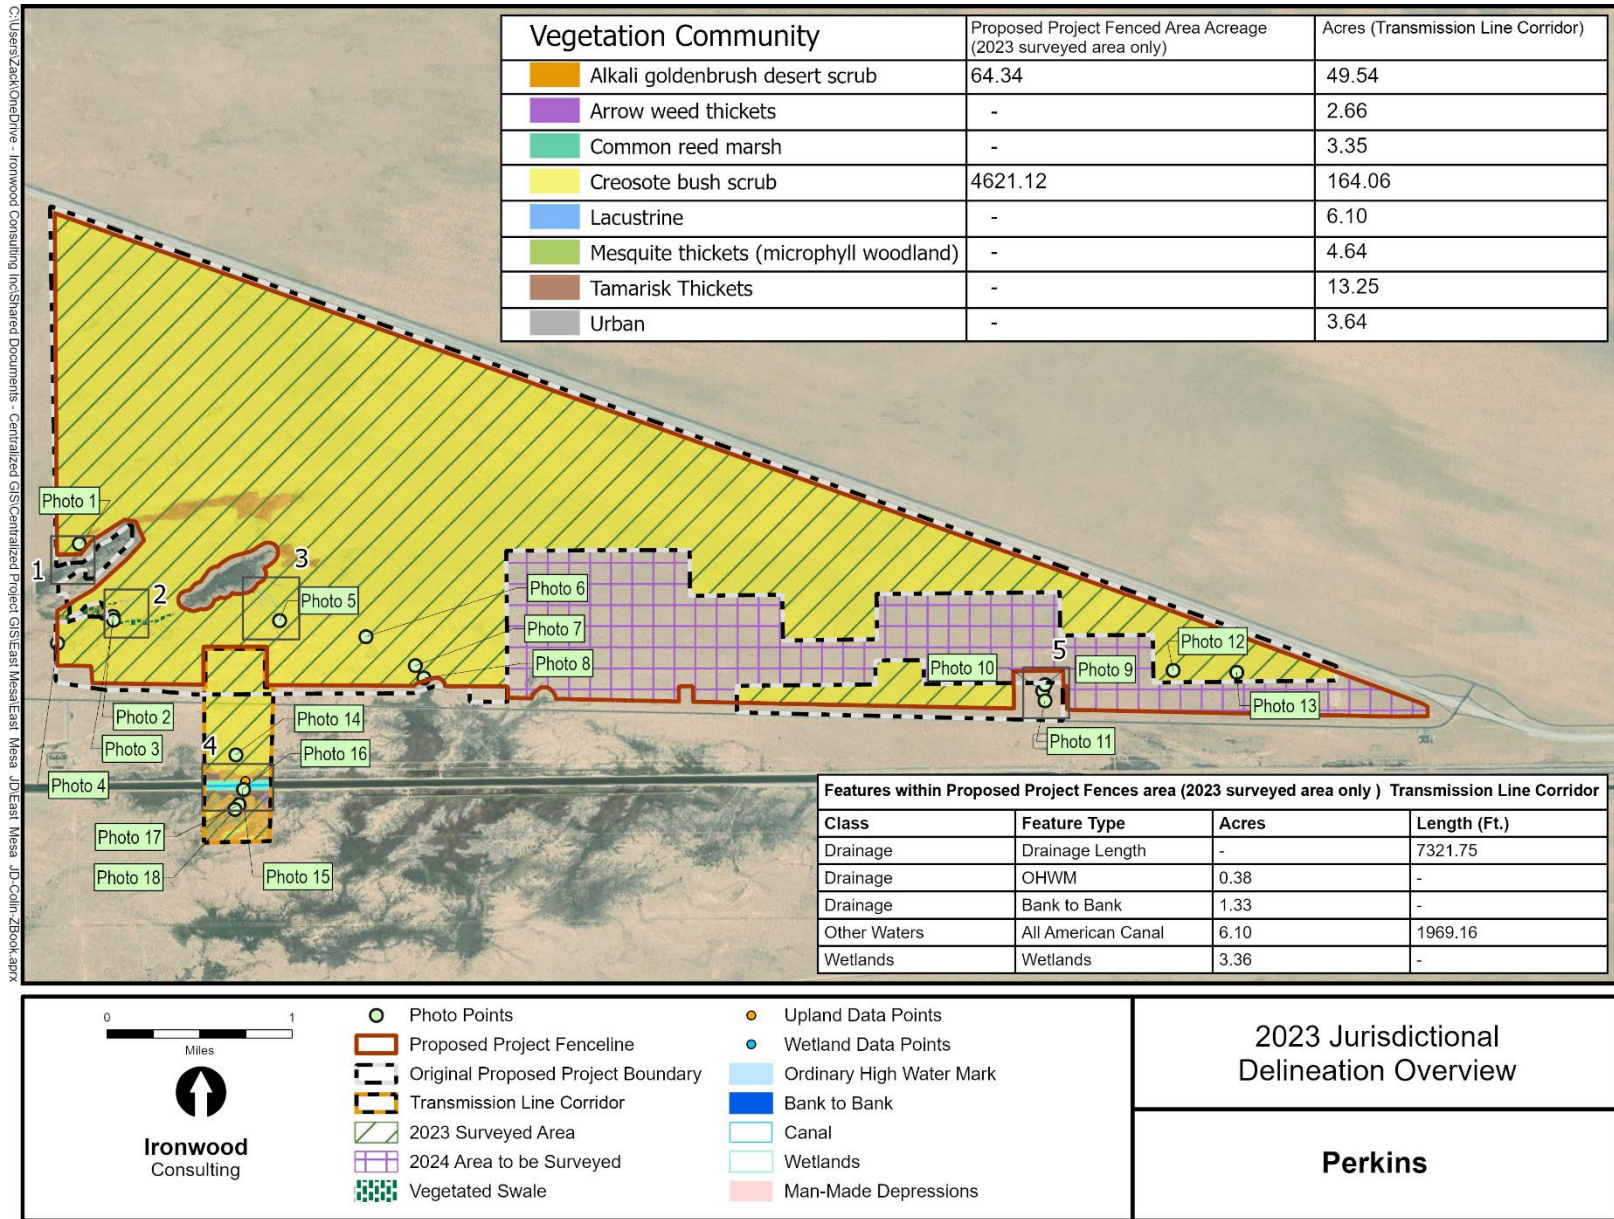 C:\Users\Zack\OneDrive - Ironwood Consulting Inc\Shared Documents - Centralized GIS\Centralized Project GIS\East Mesa\East_Mesa_JD\East_Mesa_JD-Colin-ZBook.aprx
Vegetation Community Proposed Project Fenced Area Acreage (2023 surveyed area only) Acres (Transmission Line Corridor)
Alkali goldenbrush desert scrub 64.34 49.54
Arrow weed thickets - 2.66
Common reed marsh - 3.35
Creosote bush scrub 4621.12 164.06
Lacustrine - 6.10
Mesquite thickets (microphyll woodland) - 4.64
Tamarisk Thickets - 13.25
Urban - 3.64
Photo 1
1
2
3
Photo 5
Photo 6
Photo 7
Photo 8
Photo 2
Photo 3
Photo 4
4
Photo 14
Photo 16
Photo 17
Photo 18
Photo 15
5
Photo 10
Photo 9
Photo 11
Photo 12
Photo 13
Features within Proposed Project Fences area (2023 surveyed area only ) Transmission Line Corridor
Class Feature Type Acres Length (Ft.)
Drainage Drainage Length - 7321.75
Drainage OHWM 0.38 -
Drainage Bank to Bank 1.33 -
Other Waters All American Canal 6.10 1969.16
Wetlands Wetlands 3.36 -
0 1
Miles
Ironwood
Consulting
Photo Points
Proposed Project Fenceline
Original Proposed Project Boundary
Transmission Line Corridor
2023 Surveyed Area
2024 Area to be Surveyed
Vegetated Swale
Upland Data Points
Wetland Data Points
Ordinary High Water Mark
Bank to Bank
Canal
Wetlands
Man-Made Depressions
2023 Jurisdictional
Delineation Overview
Perkins